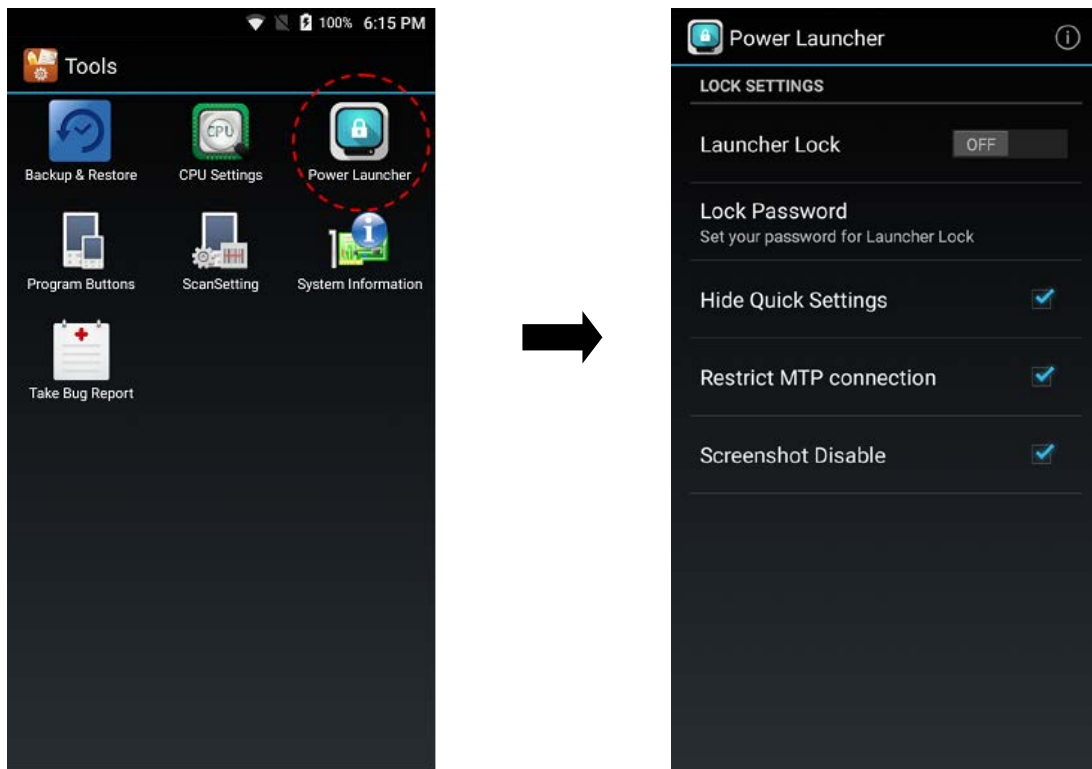 100% 6:15 PM
Tools
Backup & Restore
CPU
CPU Settings
Power Launcher
Program Buttons
ScanSetting
System Information
Take Bug Report
Power Launcher
LOCK SETTINGS
Launcher Lock
OFF
Lock Password
Set your password for Launcher Lock
Hide Quick Settings
Restrict MTP connection
Screenshot Disable